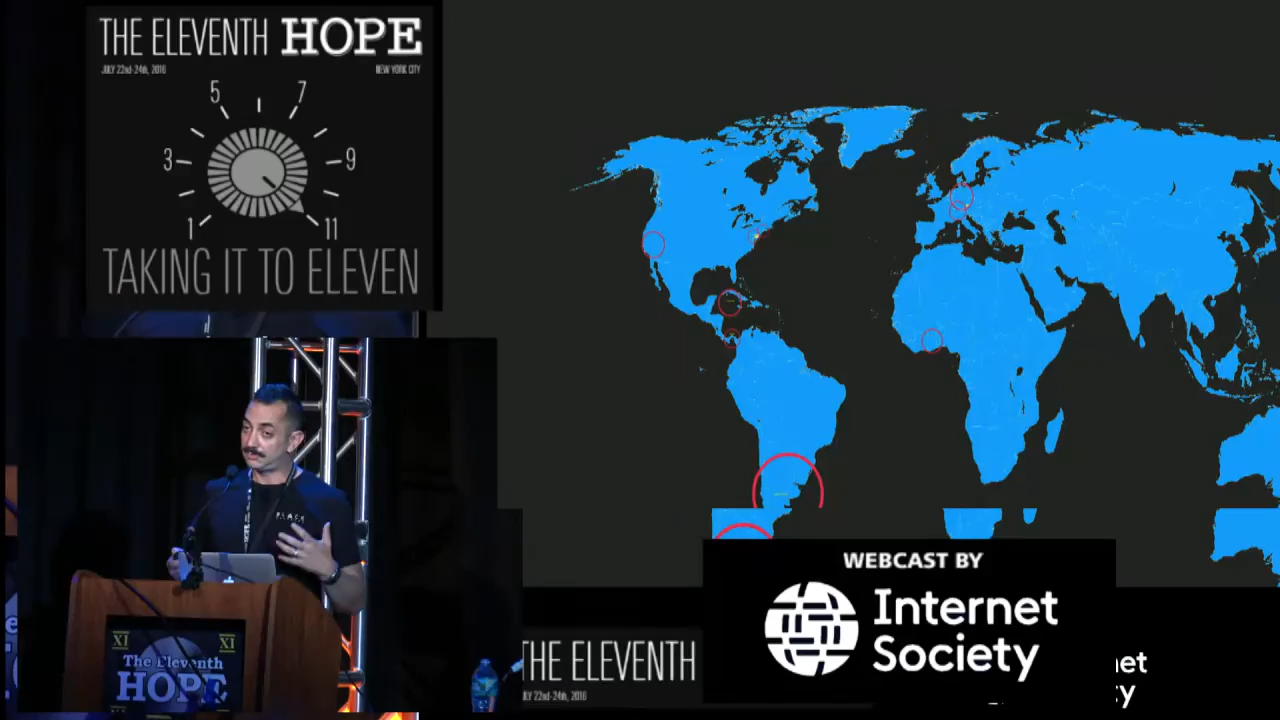 THE ELEVENTH HOPE
JULY 22nd-24th, 2016
NEW YORK CITY
5
7
3
9
1
11
TAKING IT TO ELEVEN
BLACK
XI
XI
The Eleventh
HOPE
THE ELEVENTH
22nd-24th, 2016
WEBCAST BY
Internet
Society